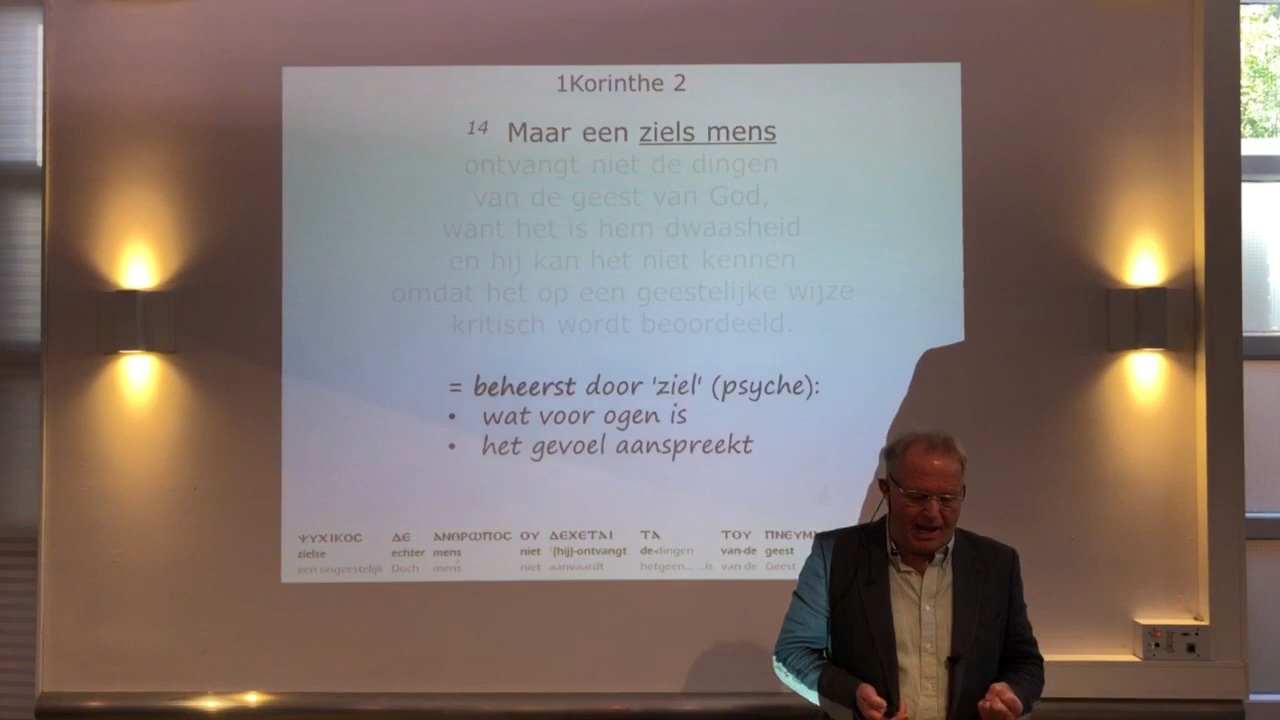 1Korinthe 2
14 Maar een ziels mens
ontvangt niet de dingen
van de geest van God,
want het is hem dwaasheid
en hij kan het niet kennen
omdat het op een geestelijke wijze
kritisch wordt beoordeeld.
= beheerst door 'ziel' (psyche):
• wat voor ogen is
• het gevoel aanspreekt
ΨΥΧΙΚΟC ΔΕ ΑΝΘΡΩΠΟC ΟΥ ΔΕΧΕΤΑΙ ΤΑ ΤΟΥ ΠΝΕΥΜ
zielse echter mens niet (hij)-ontvangt de-dingen van-de geest
een ongeestelijk Doch mens niet aanvaardt hetgeen... ...is van de Geest